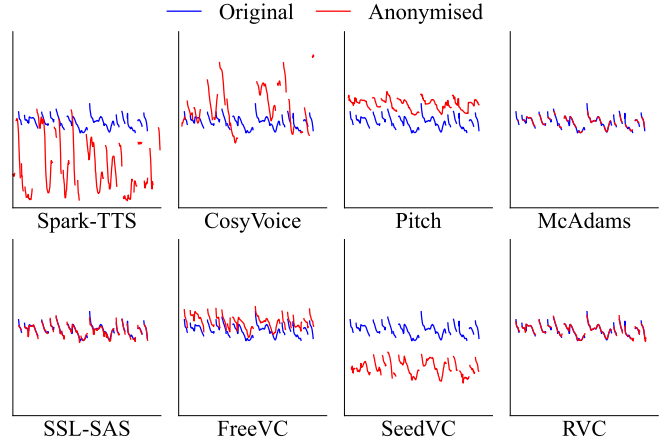 Original Anonymised
Spark-TTS CosyVoice Pitch McAdams
SSL-SAS FreeVC SeedVC RVC